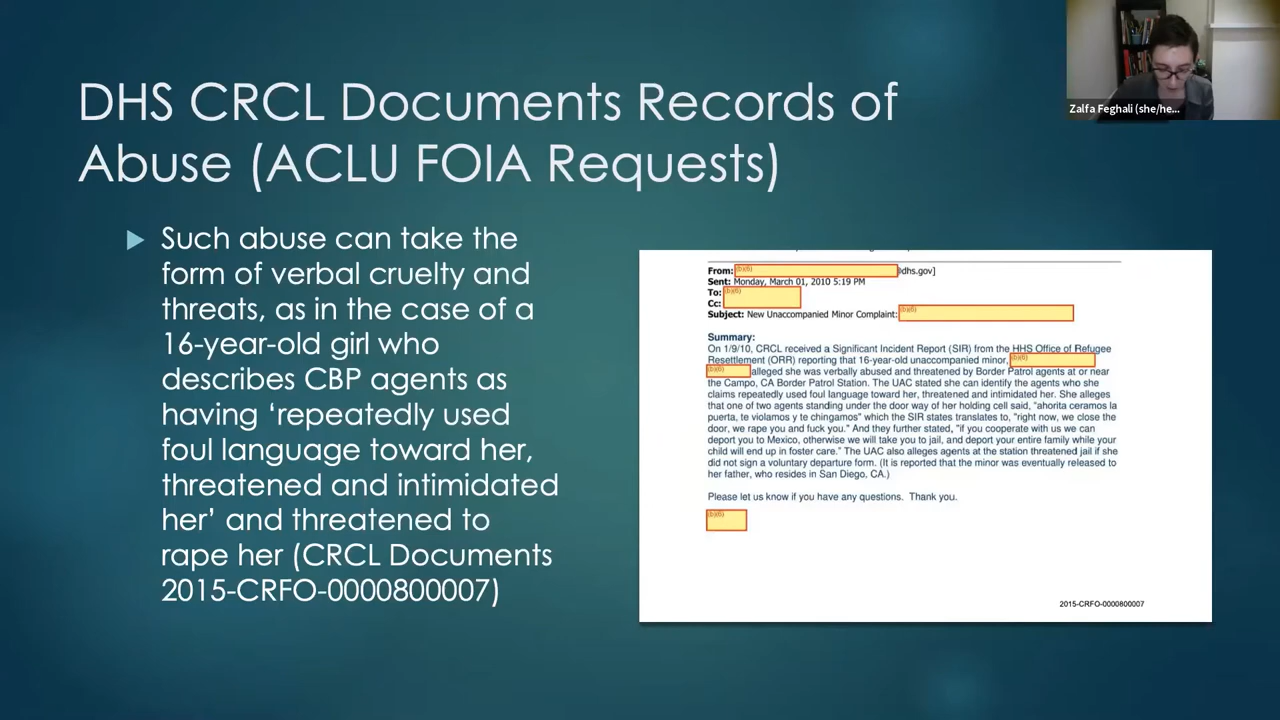 DHS CRCL Documents Records of
Abuse (ACLU FOIA Requests)
Zalfa Feghali (she/he...
Such abuse can take the
form of verbal cruelty and
threats, as in the case of a
16-year-old girl who
describes CBP agents as
having ‘repeatedly used
foul language toward her,
threatened and intimidated
her’ and threatened to
rape her (CRCL Documents
2015-CRFO-0000800007)
From: (b)(6) @dhs.gov]
Sent: Monday, March 01, 2010 5:19 PM
To: (b)(6)
Cc:
Subject: New Unaccompanied Minor Complaint: (b)(6)
Summary:
On 1/9/10, CRCL received a Significant Incident Report (SIR) from the HHS Office of Refugee
Resettlement (ORR) reporting that 16-year-old unaccompanied minor, (b)(6)
(b)(6) alleged she was verbally abused and threatened by Border Patrol agents at or near
the Campo, CA Border Patrol Station. The UAC stated she can identify the agents who she
claims repeatedly used foul language toward her, threatened and intimidated her. She alleges
that one of two agents standing under the door way of her holding cell said, "ahorita ceramos la
puerta, te violamos y te chingamos" which the SIR states translates to, "right now, we close the
door, we rape you and fuck you." And they further stated, "if you cooperate with us we can
deport you to Mexico, otherwise we will take you to jail, and deport your entire family while your
child will end up in foster care." The UAC also alleges agents at the station threatened jail if she
did not sign a voluntary departure form. (It is reported that the minor was eventually released to
her father, who resides in San Diego, CA.)
Please let us know if you have any questions. Thank you.
(b)(6)
2015-CRFO-0000800007